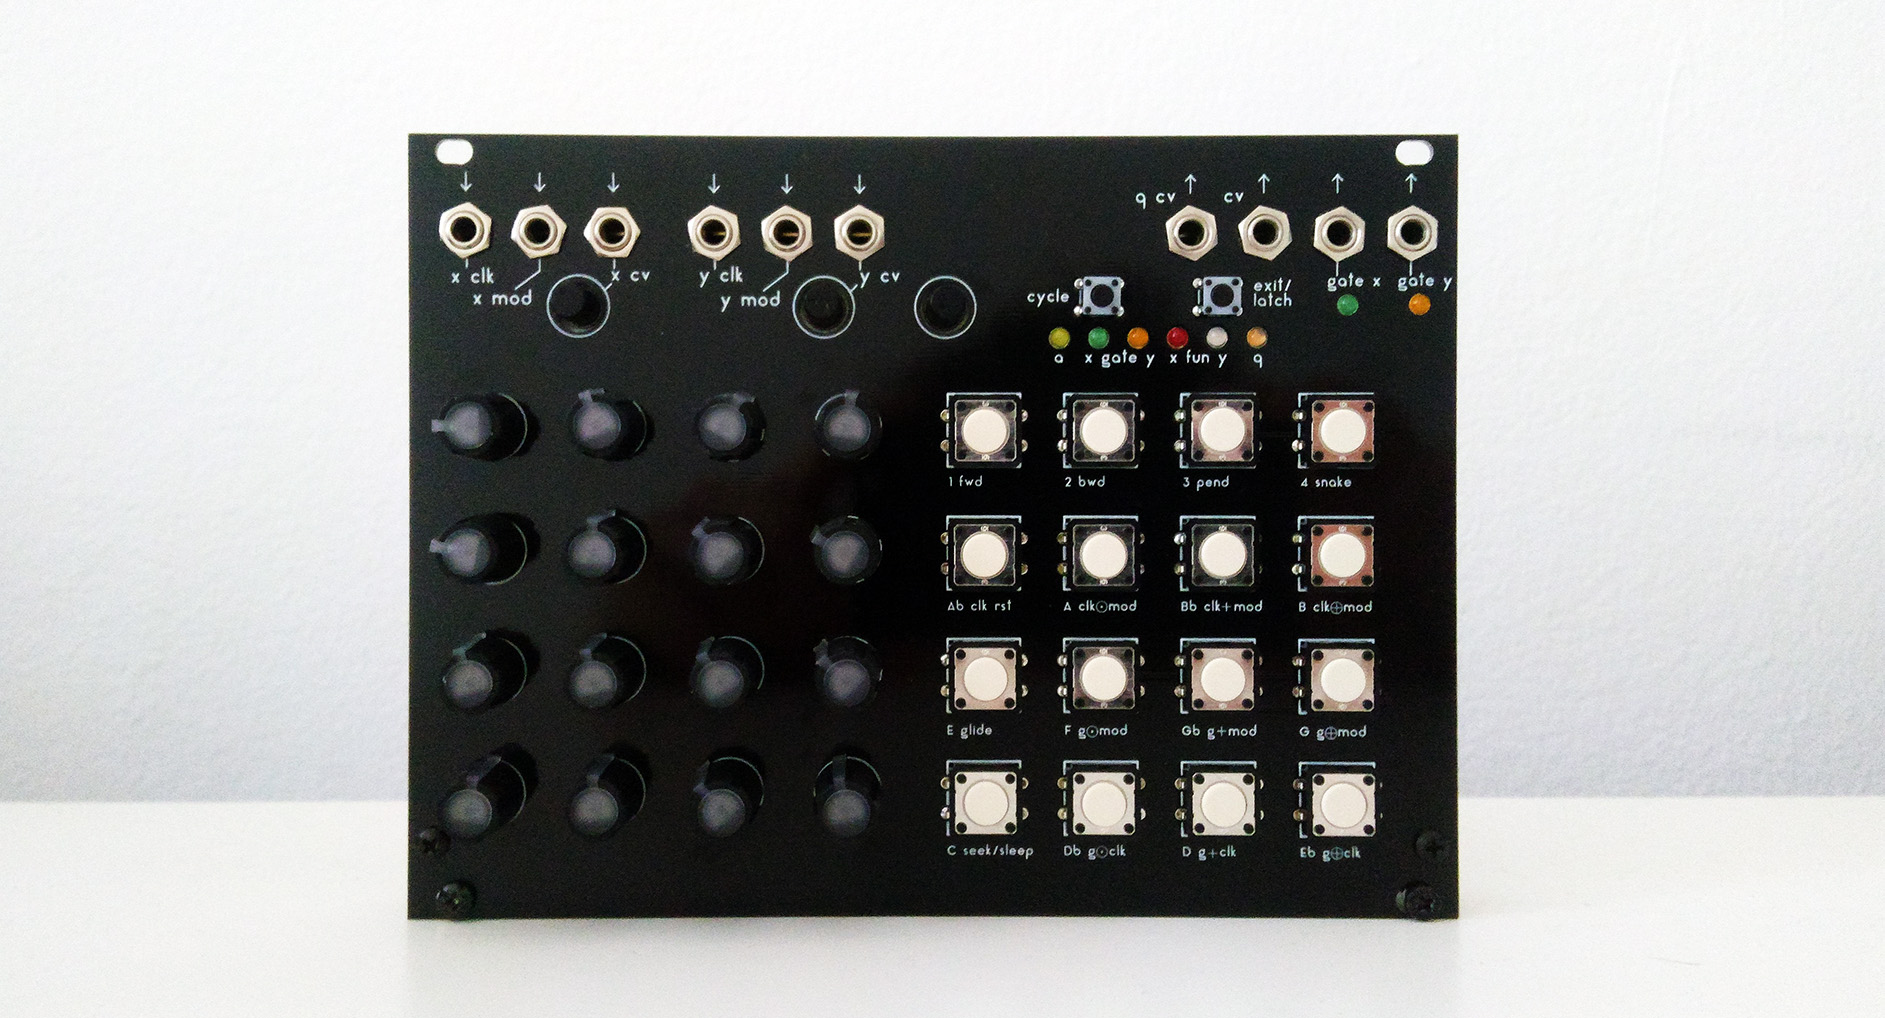 q cv cv
x clk x cv y clk y cv
x mod y mod
gate x gate y
cycle exit/
latch
a x gate y x fun y q
1 fwd 2 bwd 3 pend 4 snake
Ab clk rst A clk⊙mod Bb clk+mod B clk⊕mod
E glide F g⊙mod Gb g+mod G g⊕mod
C seek/sleep Db g⊙clk D g+clk Eb g⊕clk